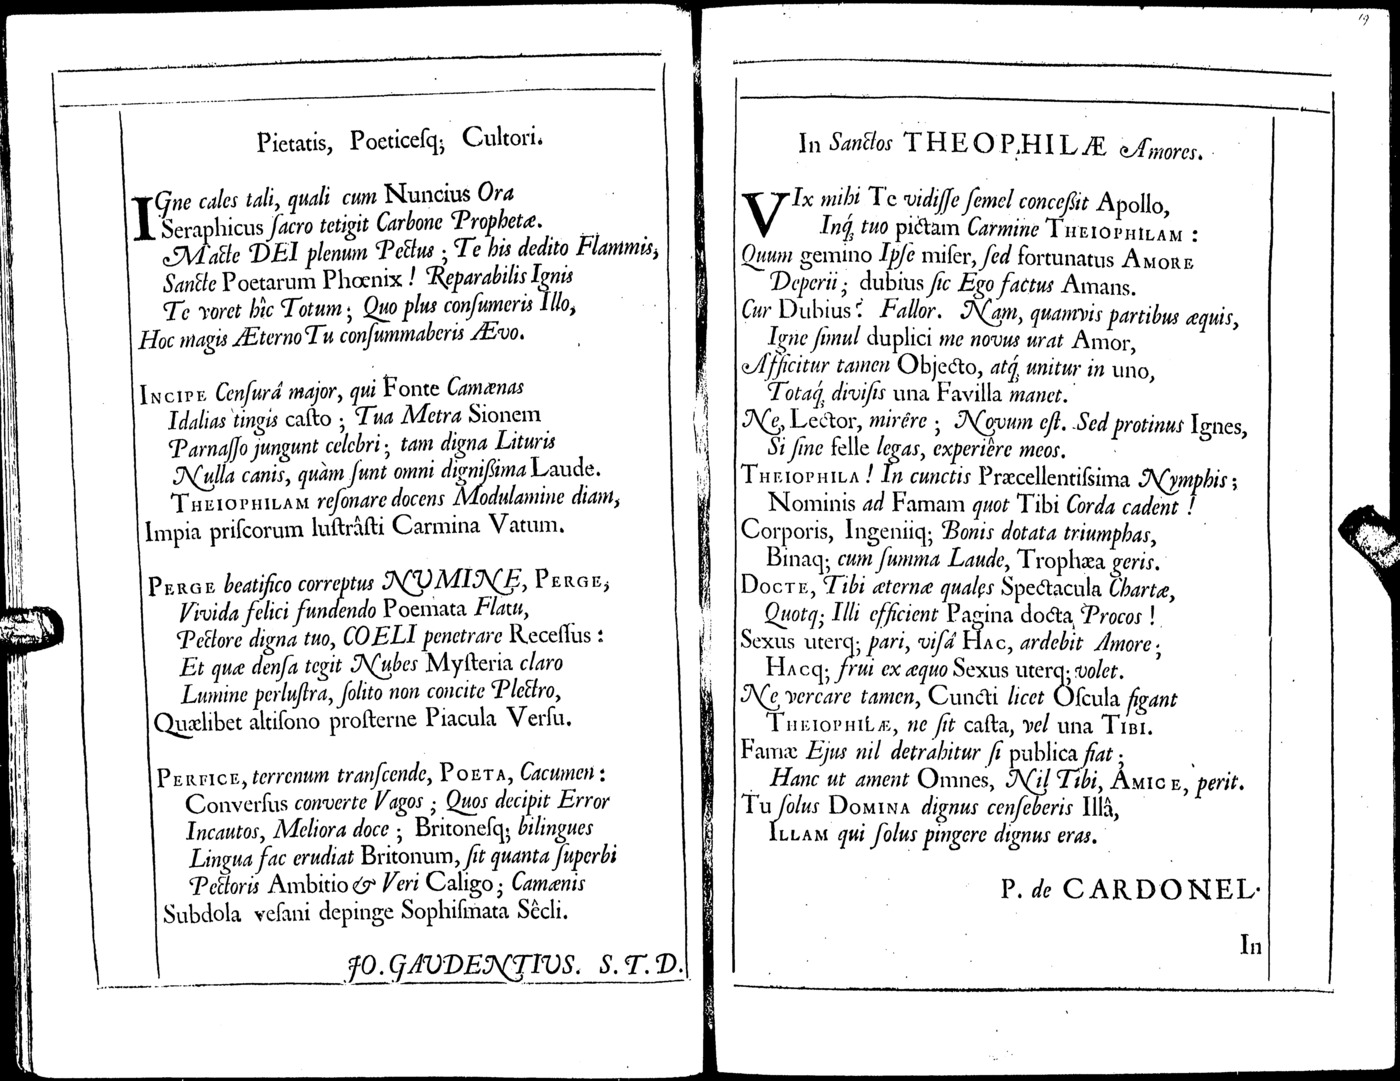 Pietatis, Poeticeſq; Cultori.
IGne cales tali, quali cum Nuncius Ora
Seraphicus ſacro tetigit Carbone Prophetæ.
Macte DEI plenum Pectus; Te his dedito Flammis,
Sancte Poetarum Phœnix! Reparabilis Ignis
Te voret hîc Totum; Quo plus conſumeris Illo,
Hoc magis Æterno Tu conſummaberis Ævo.
INCIPE Cenſurâ major, qui Fonte Camænas
Idalias tingis caſto; Tua Metra Sionem
Parnaſſo jungunt celebri; tam digna Lituris
Nulla canis, quàm ſunt omni digniſſima Laude.
THEIOPHILAM reſonare docens Modulamine diam,
Impia priſcorum luſtrâſti Carmina Vatum.
PERGE beatifico correptus NUMINE, PERGE,
Vivida felici fundendo Poemata Flatu,
Pectore digna tuo, COELI penetrare Receſſus:
Et quæ denſa tegit Nubes Myſteria claro
Lumine perluſtra, ſolito non concite Plectro,
Quælibet altiſono proſterne Piacula Verſu.
PERFICE, terrenum tranſcende, POETA, Cacumen:
Converſus converte Vagos; Quos decipit Error
Incautos, Meliora doce; Britoneſq; bilingues
Lingua fac erudiat Britonum, ſit quanta ſuperbi
Pectoris Ambitio & Veri Caligo; Camænis
Subdola veſani depinge Sophiſmata Sêcli.
JO. GAUDENTIUS. S. T. D.
19
In Sanctos THEOPHILÆ Amores.
VIx mihi Te vidiſſe ſemel conceſſit Apollo,
Inq́; tuo pictam Carmine THEIOPHILAM:
Quum gemino Ipſe miſer, ſed fortunatus AMORE
Deperii; dubius ſic Ego factus Amans.
Cur Dubius? Fallor. Nam, quamvis partibus æquis,
Igne ſimul duplici me novus urat Amor,
Afficitur tamen Objecto, atq́; unitur in uno,
Totaq́; diviſis una Favilla manet.
Ne, Lector, mirêre; Novum eſt. Sed protinus Ignes,
Si ſine felle legas, experiêre meos.
THEIOPHILA! In cunctis Præcellentiſſima Nymphis;
Nominis ad Famam quot Tibi Corda cadent!
Corporis, Ingeniiq; Bonis dotata triumphas,
Binaq; cum ſumma Laude, Trophæa geris.
DOCTE, Tibi æternæ quales Spectacula Chartæ,
Quotq; Illi efficient Pagina docta Procos!
Sexus uterq; pari, viſâ HAC, ardebit Amore;
HACq; frui ex æquo Sexus uterq; volet.
Ne vercare tamen, Cuncti licet Oſcula figant
THEIOPHILÆ, ne ſit caſta, vel una TIBI.
Famæ Ejus nil detrahitur ſi publica fiat;
Hanc ut ament Omnes, Nil Tibi, AMICE, perit.
Tu ſolus DOMINA dignus cenſeberis Illâ,
ILLAM qui ſolus pingere dignus eras.
P. de CARDONEL.
In